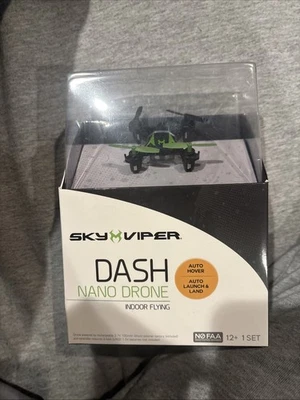 SKY VIPER
DASH
NANO DRONE
INDOOR FLYING
AUTO
HOVER
AUTO
LAUNCH &
LAND
NO FAA
12+ 1 SET